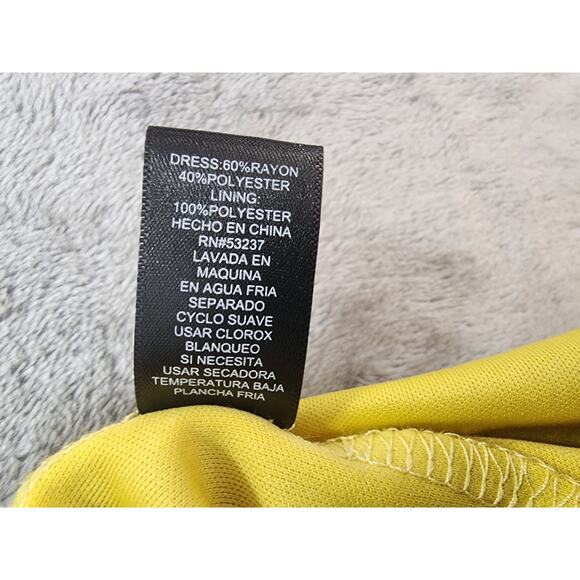 DRESS:60%RAYON
40%POLYESTER
LINING:
100%POLYESTER
HECHO EN CHINA
RN#53237
LAVADA EN
MAQUINA
EN AGUA FRIA
SEPARADO
CYCLO SUAVE
USAR CLOROX
BLANQUEO
SI NECESITA
USAR SECADORA
TEMPERATURA BAJA
PLANCHA FRIA